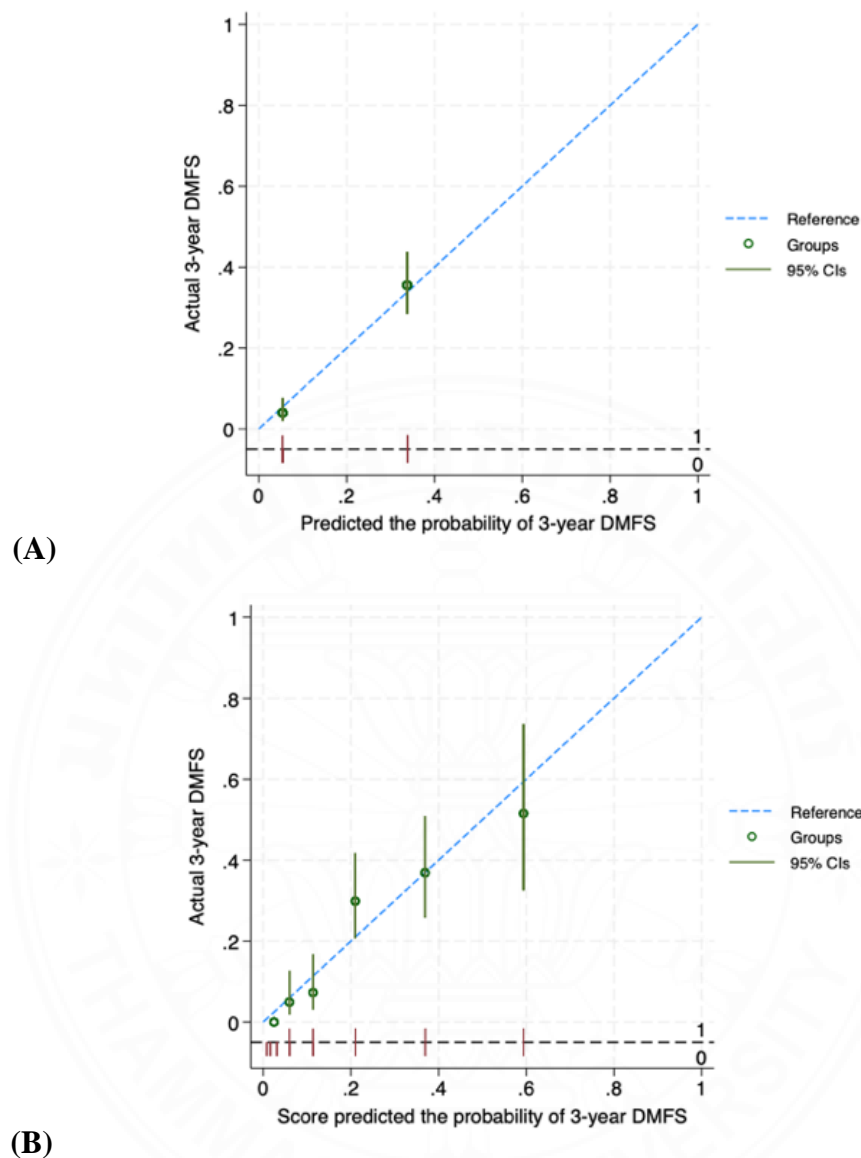 1
.8
.6
.4
.2
0
Actual 3-year DMFS
1
0
0 .2 .4 .6 .8 1
Predicted the probability of 3-year DMFS
Reference
Groups
95% CIs
(A)
1
.8
.6
.4
.2
0
Actual 3-year DMFS
1
0
0 .2 .4 .6 .8 1
Score predicted the probability of 3-year DMFS
Reference
Groups
95% CIs
(B)